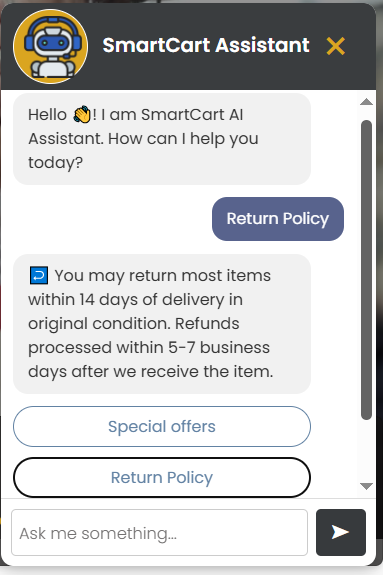 SmartCart Assistant
Hello 👋! I am SmartCart AI
Assistant. How can I help you
today?
Return Policy
↩️ You may return most items
within 14 days of delivery in
original condition. Refunds
processed within 5-7 business
days after we receive the item.
Special offers
Return Policy
Ask me something...